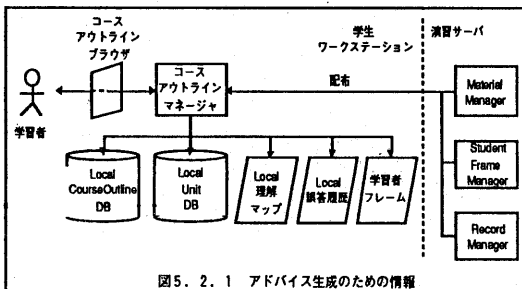 コース
アウトライン
ブラウザ
学生
ワークステーション
演習サーバ
コース
アウトライン
マネージャ
配布
Material
Manager
学習者
Student
Frame
Manager
Local
CourseOutline
DB
Local
Unit
DB
Local
理解
マップ
Local
誤答履歴
学習者
フレーム
Record
Manager
図5．2．1 アドバイス生成のための情報